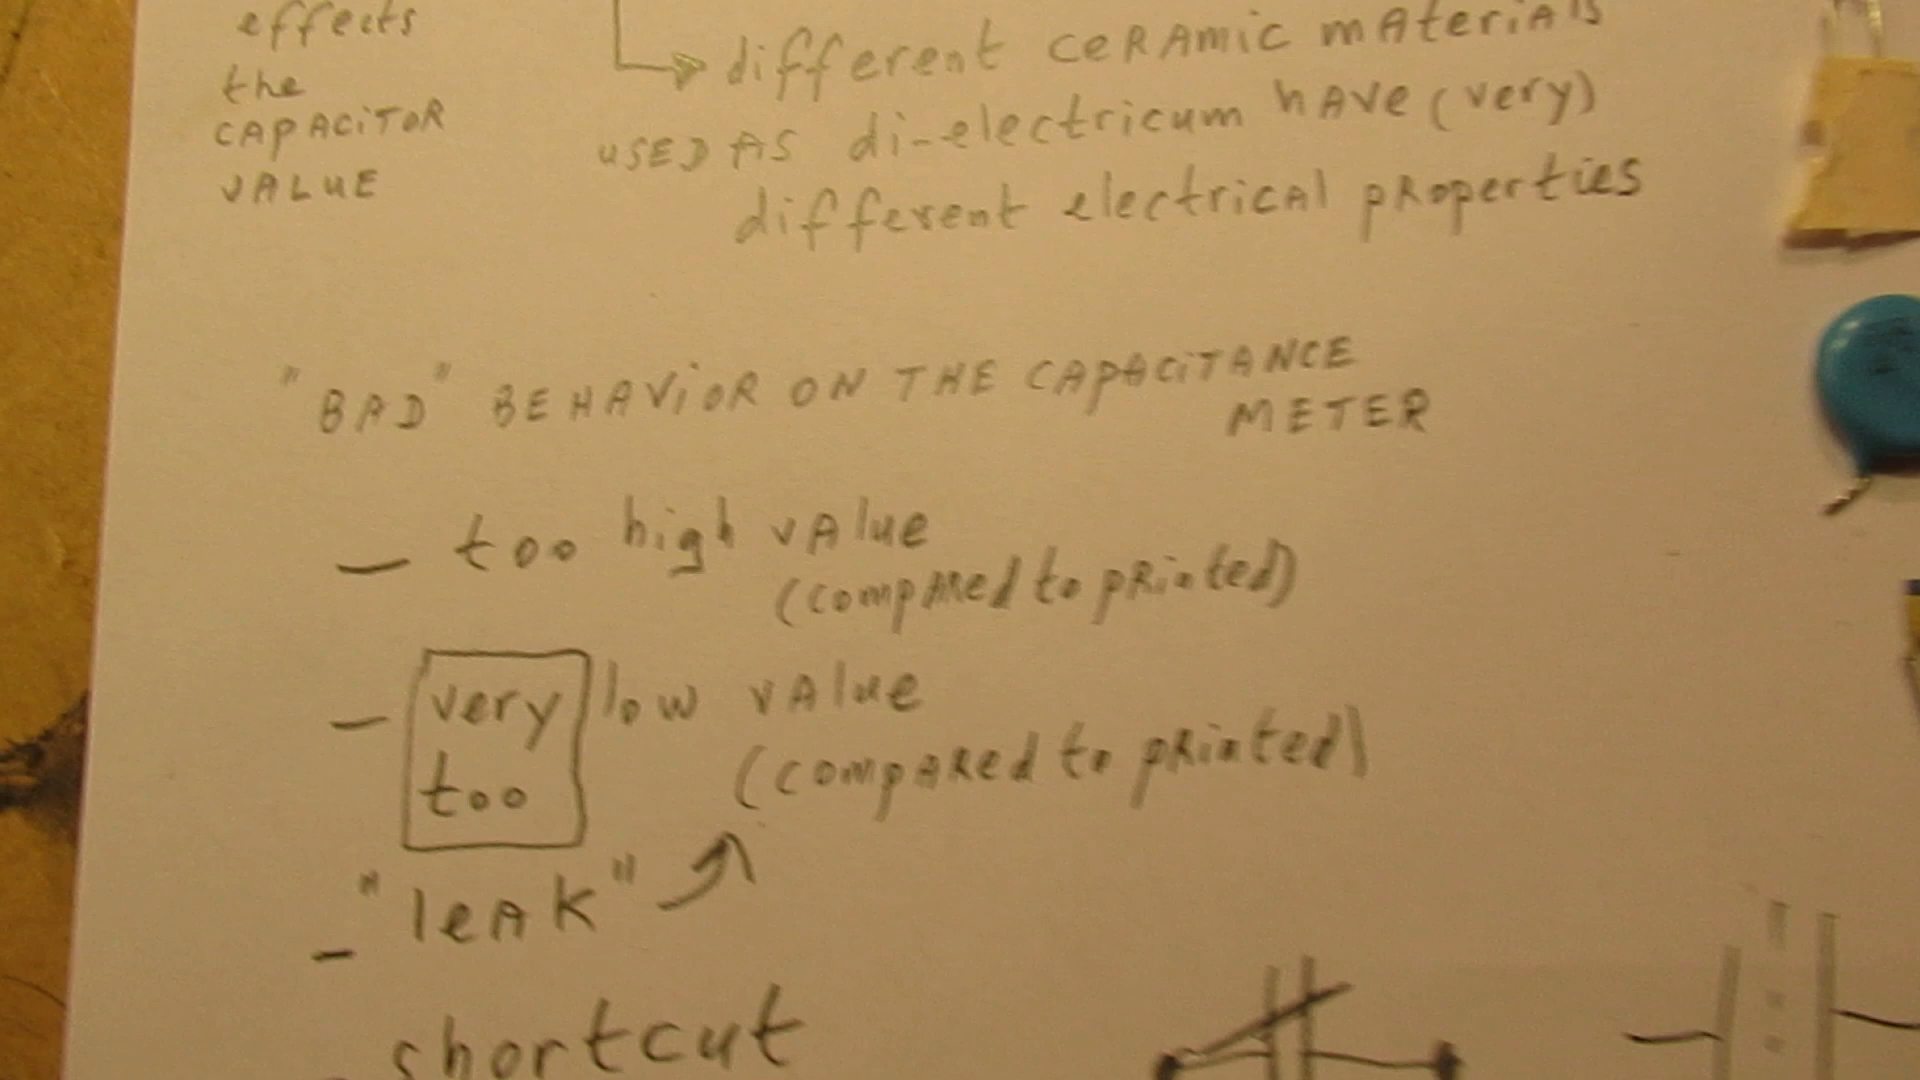 effects
the
CAPACITOR
VALUE
different ceRAmic mAteriAls
USED AS di-electricum hAve (very)
different electricAl pRoperties
"BAD" BEHAVIOR ON THE CAPACITANCE
METER
- too high vAlue
(compARed to pRinted)
- very low vAlue
too
(compARed to pRinted)
- "leAk"
- shortcut